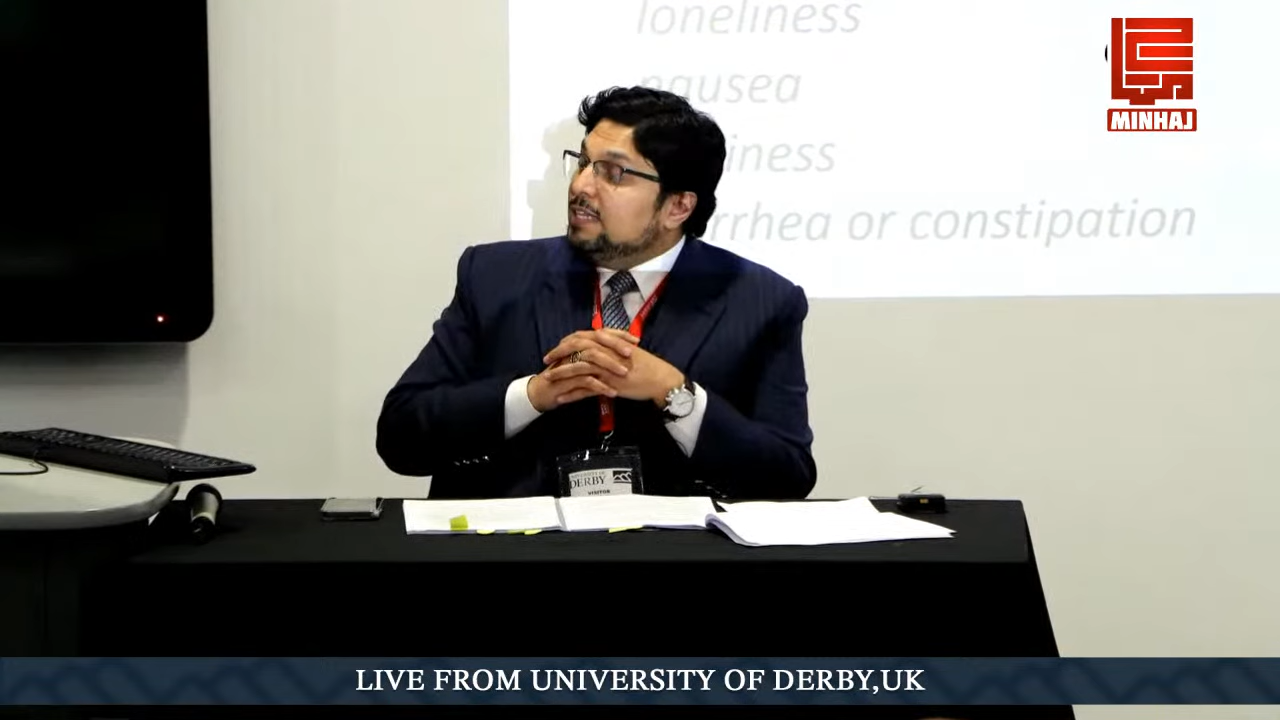 loneliness
nausea
iness
rrhea or constipation
MINHAJ
DERBY
VISITOR
LIVE FROM UNIVERSITY OF DERBY,UK